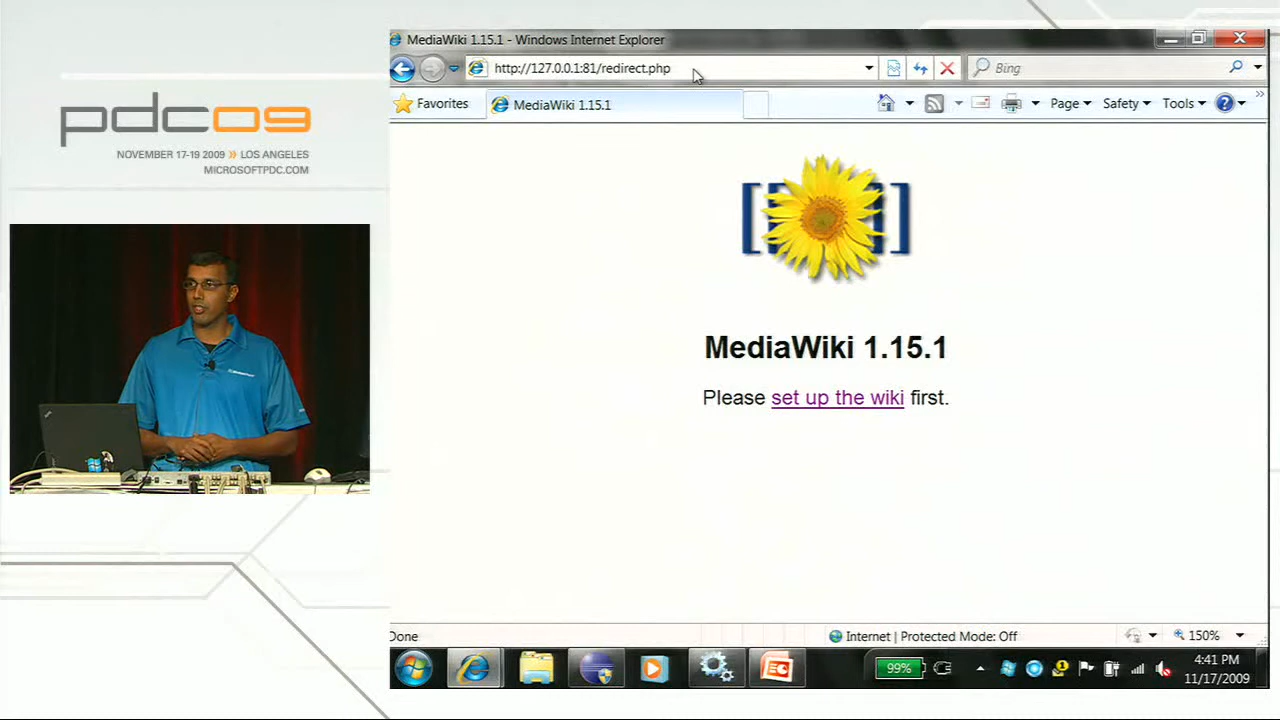 pdc09
NOVEMBER 17-19 2009 » LOS ANGELES
MICROSOFTPDC.COM
MediaWiki 1.15.1 - Windows Internet Explorer
http://127.0.0.1:81/redirect.php
Bing
Favorites
MediaWiki 1.15.1
Page
Safety
Tools
MediaWiki 1.15.1
Please set up the wiki first.
Done
Internet | Protected Mode: Off
150%
99%
4:41 PM
11/17/2009